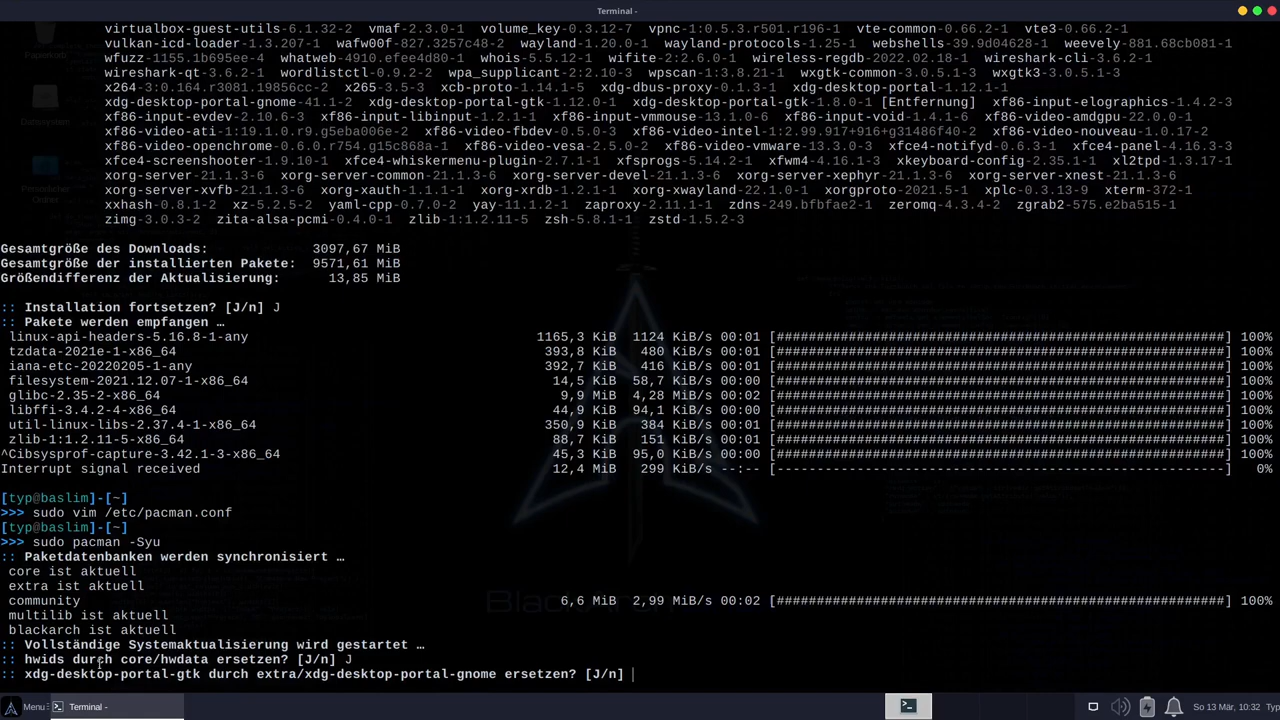 Terminal -
virtualbox-guest-utils-6.1.32-2 vmaf-2.3.0-1 volume_key-0.3.12-7 vpnc-1:0.5.3.r501.r196-1 vte-common-0.66.2-1 vte3-0.66.2-1
vulkan-icd-loader-1.3.207-1 wafw00f-827.3257c48-2 wayland-1.20.0-1 wayland-protocols-1.25-1 webshells-39.9d04628-1 weevely-881.68cb081-1
wfuzz-1155.1b695ee-4 whatweb-4910.efee4d80-1 whois-5.5.12-1 wifite-2:2.6.0-1 wireless-regdb-2022.02.18-1 wireshark-cli-3.6.2-1
wireshark-qt-3.6.2-1 wordlistctl-0.9.2-2 wpa_supplicant-2:2.10-3 wpscan-1:3.8.21-1 wxgtk-common-3.0.5.1-3 wxgtk3-3.0.5.1-3
x264-3:0.164.r3081.19856cc-2 x265-3.5-3 xcb-proto-1.14.1-5 xdg-dbus-proxy-0.1.3-1 xdg-desktop-portal-1.12.1-1
xdg-desktop-portal-gnome-41.1-2 xdg-desktop-portal-gtk-1.12.0-1 xdg-desktop-portal-gtk-1.8.0-1 [Entfernung] xf86-input-elographics-1.4.2-3
xf86-input-evdev-2.10.6-3 xf86-input-libinput-1.2.1-1 xf86-input-vmmouse-13.1.0-6 xf86-input-void-1.4.1-6 xf86-video-amdgpu-22.0.0-1
xf86-video-ati-1:19.1.0.r9.g5eba006e-2 xf86-video-fbdev-0.5.0-3 xf86-video-intel-1:2.99.917+916+g31486f40-2 xf86-video-nouveau-1.0.17-2
xf86-video-openchrome-0.6.0.r754.g15c868a-1 xf86-video-vesa-2.5.0-2 xf86-video-vmware-13.3.0-3 xfce4-notifyd-0.6.3-1 xfce4-panel-4.16.3-3
xfce4-screenshooter-1.9.10-1 xfce4-whiskermenu-plugin-2.7.1-1 xfsprogs-5.14.2-1 xfwm4-4.16.1-3 xkeyboard-config-2.35.1-1 xl2tpd-1.3.17-1
xorg-server-21.1.3-6 xorg-server-common-21.1.3-6 xorg-server-devel-21.1.3-6 xorg-server-xephyr-21.1.3-6 xorg-server-xnest-21.1.3-6
xorg-server-xvfb-21.1.3-6 xorg-xauth-1.1.1-1 xorg-xrdb-1.2.1-1 xorg-xwayland-22.1.0-1 xorgproto-2021.5-1 xplc-0.3.13-9 xterm-372-1
xxhash-0.8.1-2 xz-5.2.5-2 yaml-cpp-0.7.0-2 yay-11.1.2-1 zaproxy-2.11.1-1 zdns-249.bfbfae2-1 zeromq-4.3.4-2 zgrab2-575.e2ba515-1
zimg-3.0.3-2 zita-alsa-pcmi-0.4.0-1 zlib-1:1.2.11-5 zsh-5.8.1-1 zstd-1.5.2-3
Gesamtgröße des Downloads: 3097,67 MiB
Gesamtgröße der installierten Pakete: 9571,61 MiB
Größendifferenz der Aktualisierung: 13,85 MiB
:: Installation fortsetzen? [J/n] J
:: Pakete werden empfangen …
linux-api-headers-5.16.8-1-any 1165,3 KiB 1124 KiB/s 00:01 [########################################################] 100%
tzdata-2021e-1-x86_64 393,8 KiB 480 KiB/s 00:01 [########################################################] 100%
iana-etc-20220205-1-any 392,7 KiB 416 KiB/s 00:01 [########################################################] 100%
filesystem-2021.12.07-1-x86_64 14,5 KiB 58,7 KiB/s 00:00 [########################################################] 100%
glibc-2.35-2-x86_64 9,9 MiB 4,28 MiB/s 00:02 [########################################################] 100%
libffi-3.4.2-4-x86_64 44,9 KiB 94,1 KiB/s 00:00 [########################################################] 100%
util-linux-libs-2.37.4-1-x86_64 350,9 KiB 384 KiB/s 00:01 [########################################################] 100%
zlib-1:1.2.11-5-x86_64 88,7 KiB 151 KiB/s 00:01 [########################################################] 100%
^Cibsysprof-capture-3.42.1-3-x86_64 45,3 KiB 95,0 KiB/s 00:00 [########################################################] 100%
Interrupt signal received 12,4 MiB 299 KiB/s --:-- [--------------------------------------------------------] 0%
[typ@baslim]-[~]
>>> sudo vim /etc/pacman.conf
[typ@baslim]-[~]
>>> sudo pacman -Syu
:: Paketdatenbanken werden synchronisiert …
core ist aktuell
extra ist aktuell
community 6,6 MiB 2,99 MiB/s 00:02 [########################################################] 100%
multilib ist aktuell
blackarch ist aktuell
:: Vollständige Systemaktualisierung wird gestartet …
:: hwids durch core/hwdata ersetzen? [J/n] J
:: xdg-desktop-portal-gtk durch extra/xdg-desktop-portal-gnome ersetzen? [J/n]
Menu Terminal - So 13 Mär, 10:32 Typ